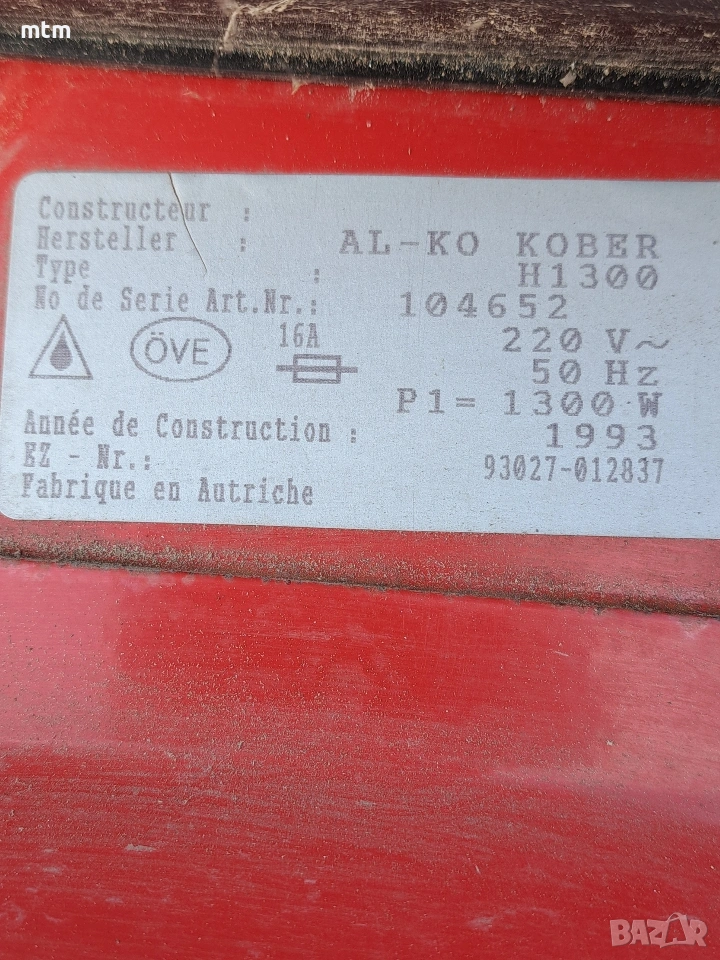 mtm
Constructeur :
Hersteller : AL-KO KOBER
Type : H1300
No de Serie Art.Nr.: 104652
ÖVE 16A 220 V~
50 Hz
P1= 1300 W
Année de Construction : 1993
EZ - Nr.: 93027-012837
Fabrique en Autriche
BAZAR